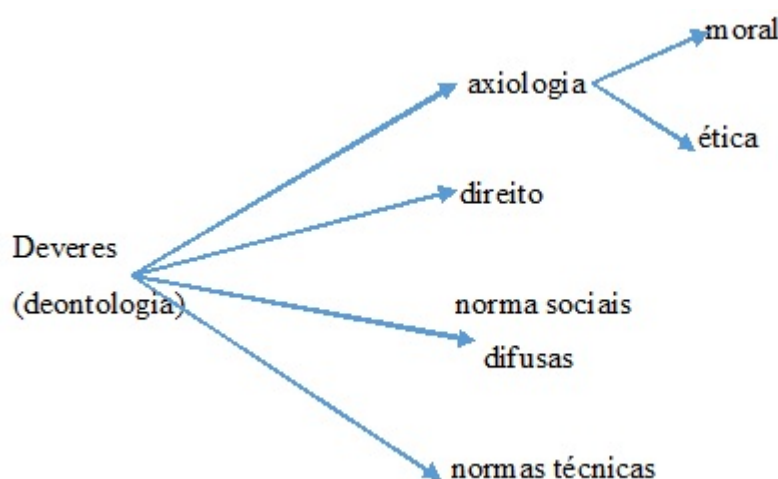 moral
axiologia
ética
direito
Deveres
(deontologia)
norma sociais
difusas
normas técnicas